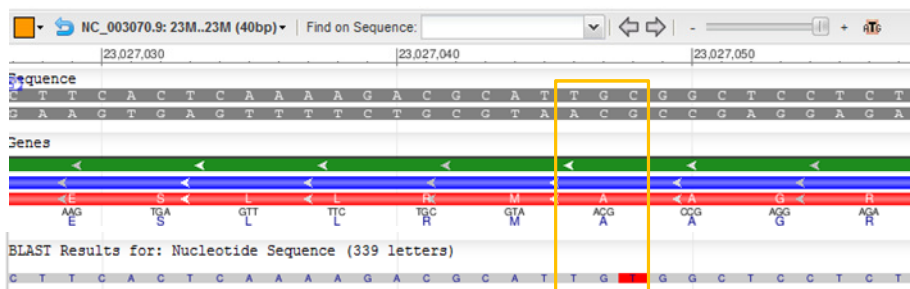 NC_003070.9: 23M..23M (40bp) Find on Sequence: - + ATG
23,027,030 23,027,040 23,027,050
Sequence
C T T C A C T C A A A A G A C G C A T T G C G G C T C C T C T
G A A G T G A G T T T T C T G C G T A A C G C C G A G G A G A
Genes
E S L L R M A A G R
AAG TGA GTT TTC TGC GTA ACG CCG AGG AGA
E S L L R M A A G R
BLAST Results for: Nucleotide Sequence (339 letters)
C T T C A C T C A A A A G A C G C A T T G T G G C T C C T C T